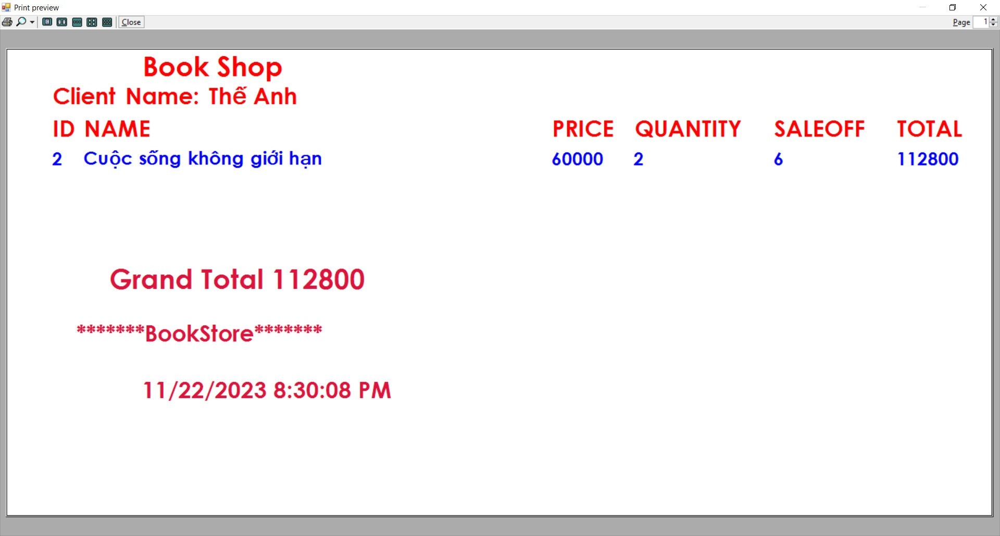 Print preview
Close
Page 1
Book Shop
Client Name: Thế Anh
ID NAME PRICE QUANTITY SALEOFF TOTAL
2 Cuộc sống không giới hạn 60000 2 6 112800
Grand Total 112800
*******BookStore*******
11/22/2023 8:30:08 PM